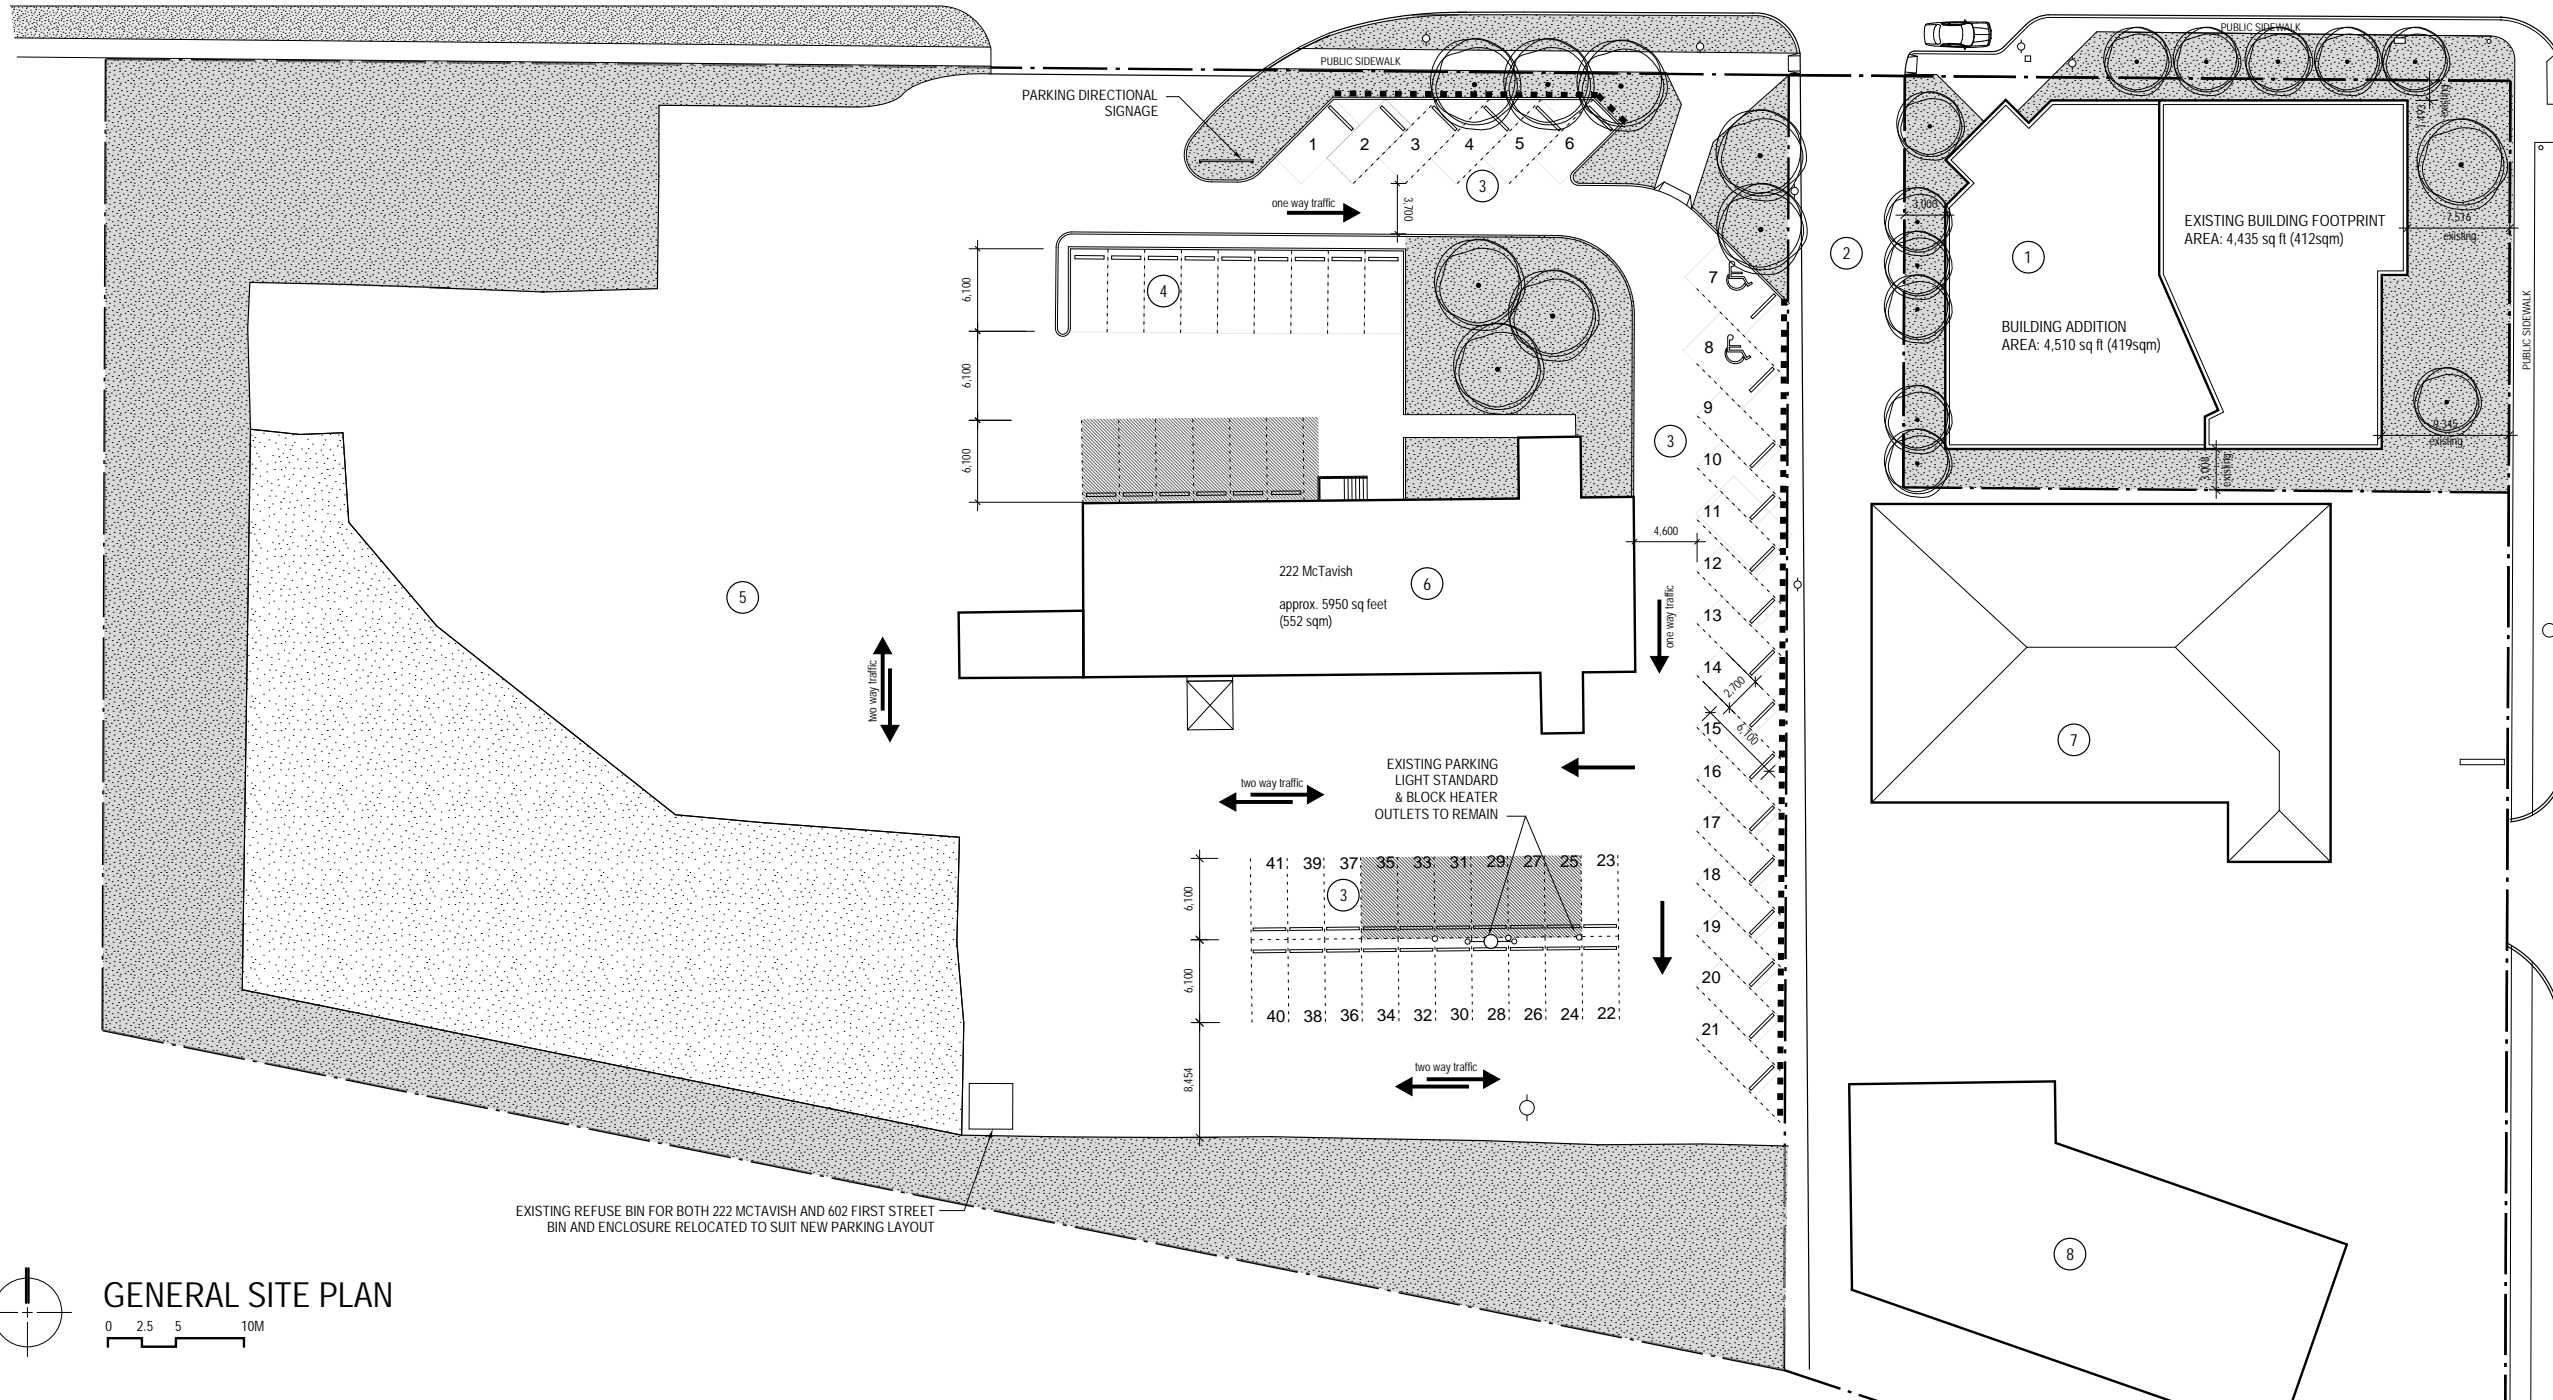 PUBLIC SIDEWALK
PUBLIC SIDEWALK
PARKING DIRECTIONAL
SIGNAGE
1 2 3 4 5 6
3
one way traffic
3,700
7
8
9
10
11
12
13
14
15
16
17
18
19
20
21
2,700
6,100
4
6,100
6,100
6,100
3
4,600
one way traffic
2
3,000
1
EXISTING BUILDING FOOTPRINT
AREA: 4,435 sq ft (412sqm)
BUILDING ADDITION
AREA: 4,510 sq ft (419sqm)
1,493
existing
7,516
existing
existing
3,008
existing
PUBLIC SIDEWALK
222 McTavish
6
approx. 5950 sq feet
(552 sqm)
5
two way traffic
two way traffic
EXISTING PARKING
LIGHT STANDARD
& BLOCK HEATER
OUTLETS TO REMAIN
7
41 39 37 35 33 31 29 27 25 23
3
40 38 36 34 32 30 28 26 24 22
6,100
6,100
8,454
two way traffic
8
EXISTING REFUSE BIN FOR BOTH 222 MCTAVISH AND 602 FIRST STREET
BIN AND ENCLOSURE RELOCATED TO SUIT NEW PARKING LAYOUT
GENERAL SITE PLAN
0 2.5 5 10M